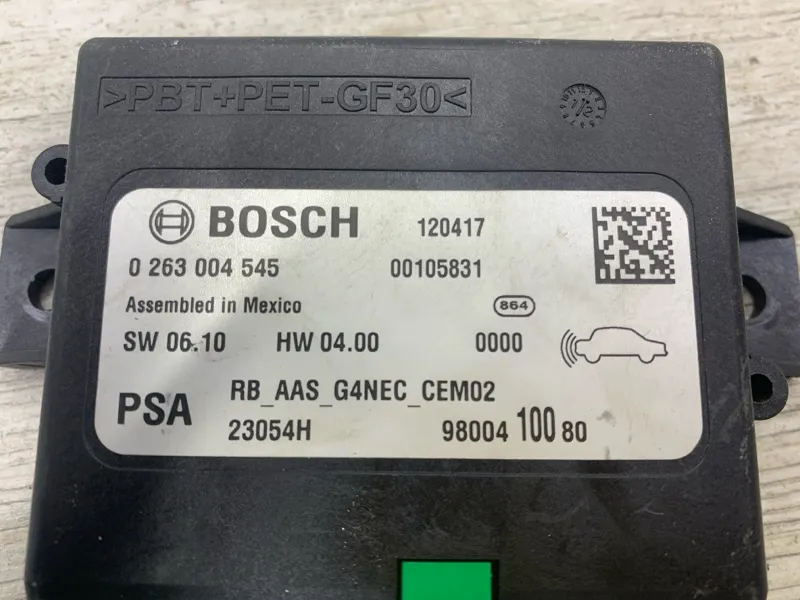 >PBT+PET-GF30<
BOSCH 120417
0 263 004 545 00105831
Assembled in Mexico 864
SW 06.10 HW 04.00 0000
PSA RB_AAS_G4NEC_CEM02
23054H 98004 100 80